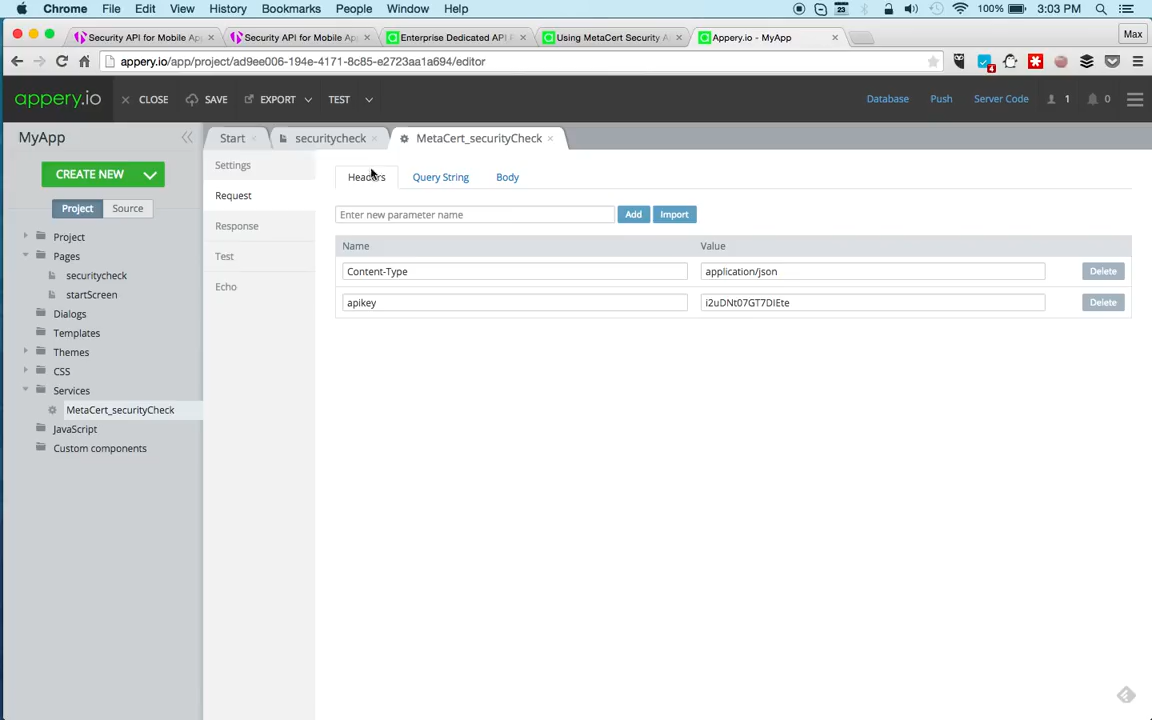 Chrome File Edit View History Bookmarks People Window Help 23 100% 3:03 PM
Security API for Mobile Ap Security API for Mobile Ap Enterprise Dedicated API F Using MetaCert Security A Appery.io - MyApp Max
appery.io/app/project/ad9ee006-194e-4171-8c85-e2723aa1a694/editor 4
appery.io CLOSE SAVE EXPORT TEST Database Push Server Code 1 0
MyApp Start securitycheck MetaCert_securityCheck
CREATE NEW
Project Source
Project
Pages
securitycheck
startScreen
Dialogs
Templates
Themes
CSS
Services
MetaCert_securityCheck
JavaScript
Custom components
Settings
Request
Response
Test
Echo
Headers Query String Body
Enter new parameter name Add Import
Name Value
Content-Type application/json Delete
apikey i2uDNt07GT7DIEte Delete